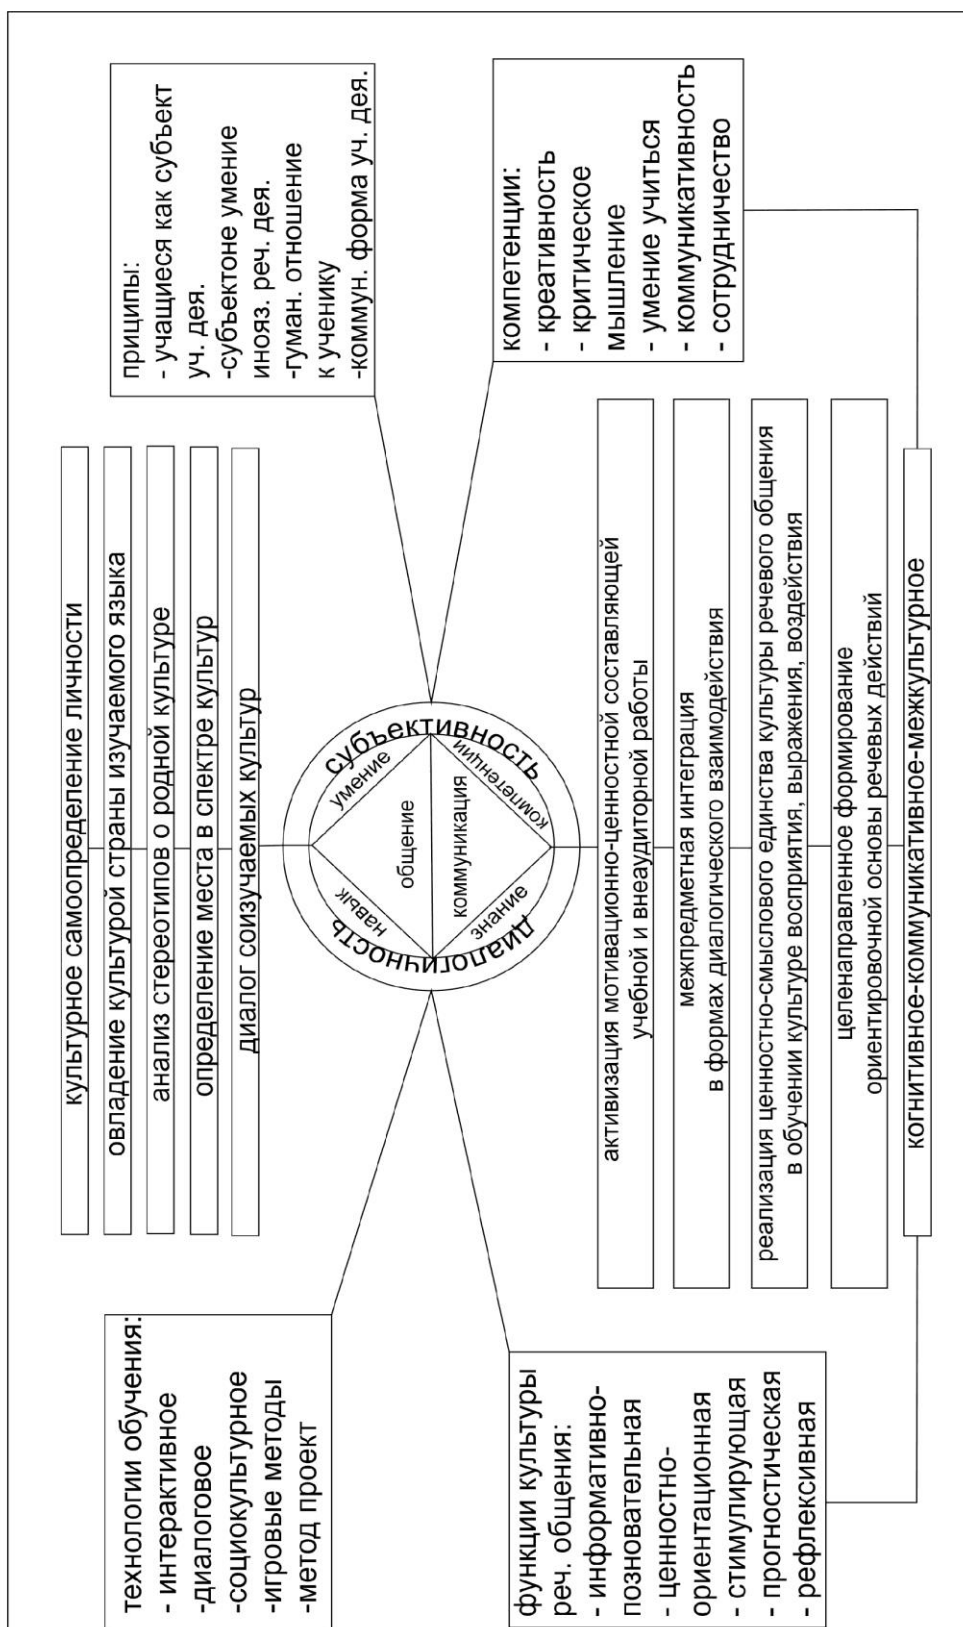 технологии обучения:
- интерактивное
-диалоговое
-социокультурное
-игровые методы
-метод проект
культурное самоопределение личности
овладение культурой страны изучаемого языка
анализ стереотипов о родной культуре
определение места в спектре культур
диалог соизучаемых культур
приципы:
- учащиеся как субъект
уч. дея.
-субъектоне умение
инояз. реч. дея.
-гуман. отношение
к ученику
-коммун. форма уч. дея.
диалогичность
субъективность
навык
умение
общение
коммуникация
знание
компетенции
функции культуры
реч. общения:
- информативно-
позновательная
- ценностно-
ориентационная
- стимулирующая
- прогностическая
- рефлексивная
активизация мотивационно-ценностной составляющей
учебной и внеаудиторной работы
межпредметная интеграция
в формах диалогического взаимодействия
реализация ценностно-смыслового единства культуры речевого общения
в обучении культуре восприятия, выражения, воздействия
целенаправленное формирование
ориентировочной основы речевых действий
когнитивное-коммуникативное-межкультурное
компетенции:
- креативность
- критическое
мышление
- умение учиться
- коммуникативность
- сотрудничество